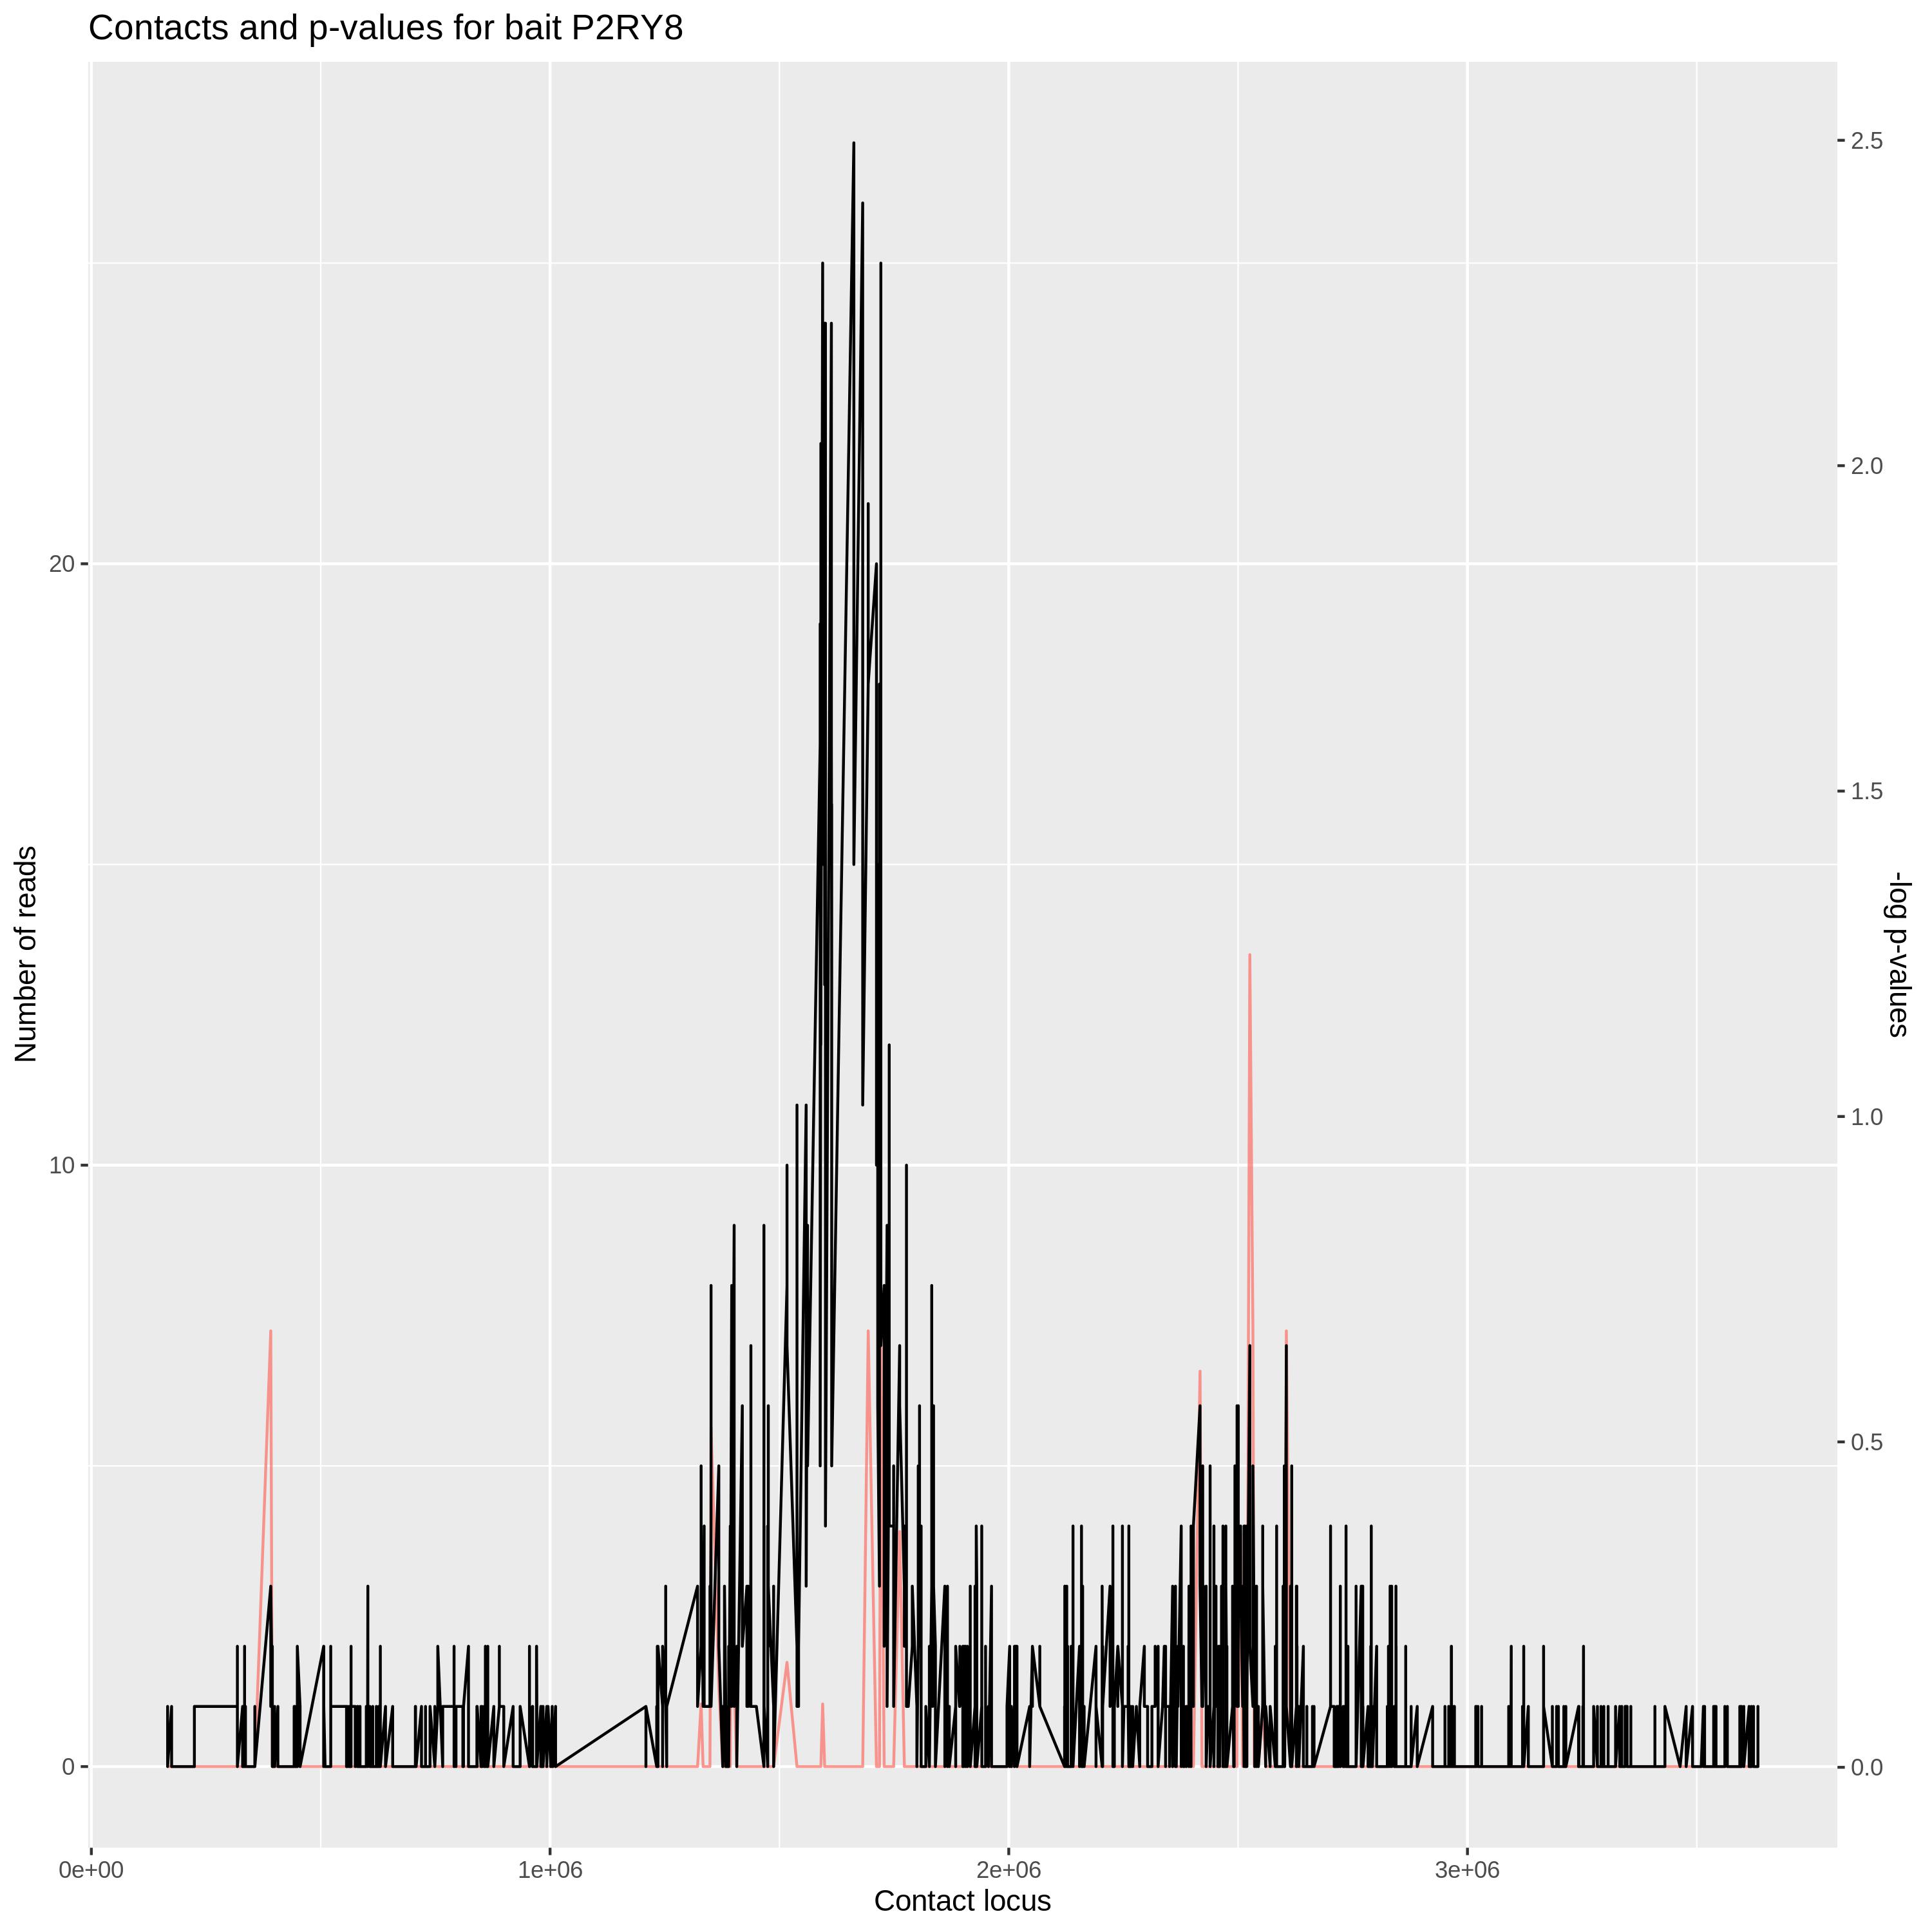 Contacts and p-values for bait P2RY8
Number of reads
20
10
0
2.5
2.0
1.5
1.0
0.5
0.0
-log p-values
0e+00
1e+06
2e+06
3e+06
Contact locus